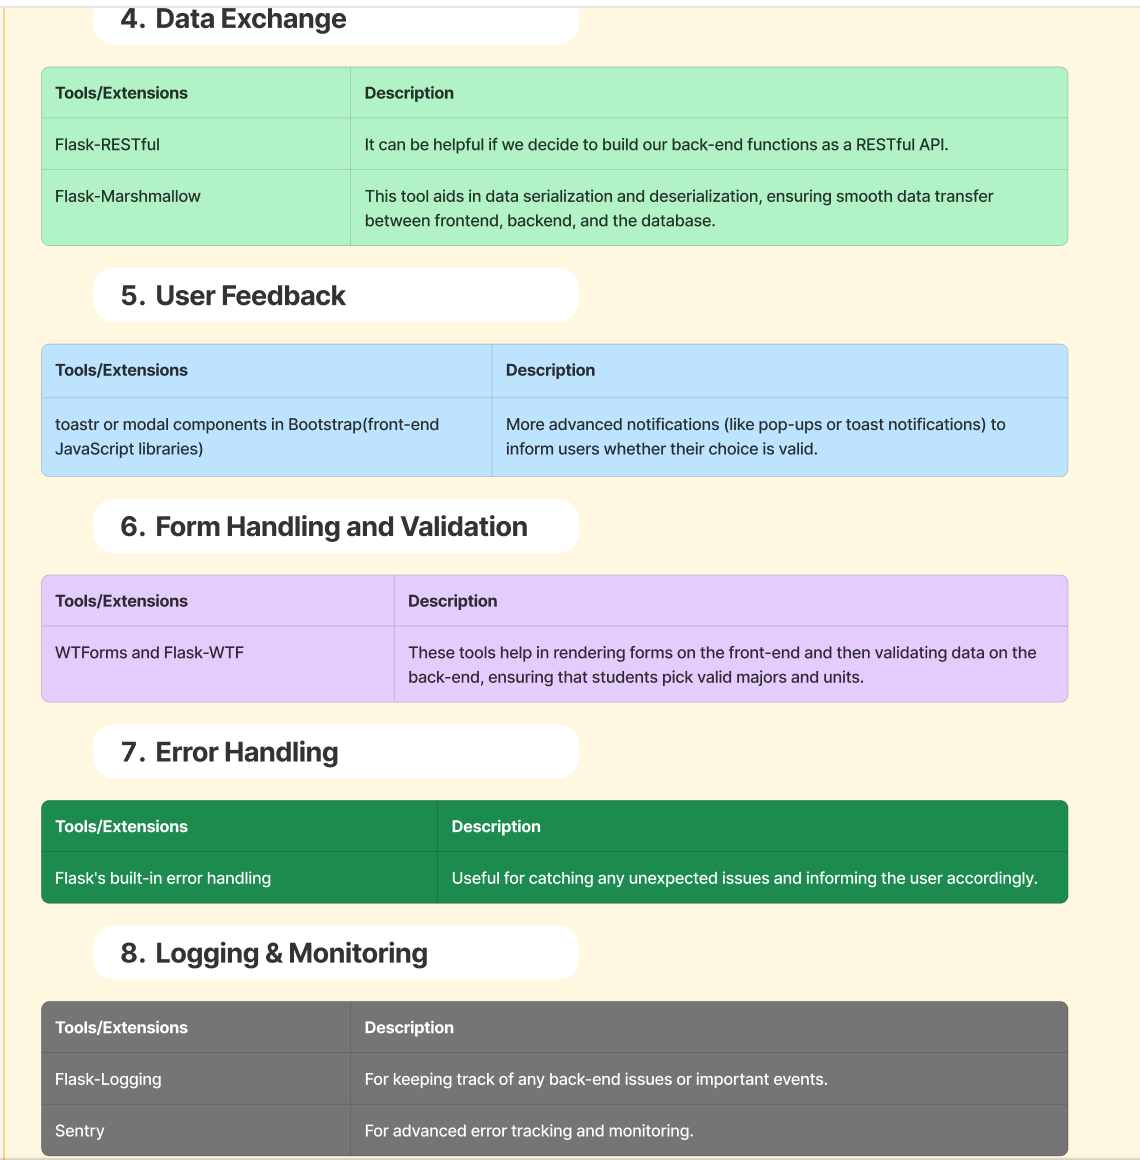 4. Data Exchange
Tools/Extensions Description
Flask-RESTful It can be helpful if we decide to build our back-end functions as a RESTful API.
Flask-Marshmallow This tool aids in data serialization and deserialization, ensuring smooth data transfer
between frontend, backend, and the database.
5. User Feedback
Tools/Extensions Description
toastr or modal components in Bootstrap(front-end More advanced notifications (like pop-ups or toast notifications) to
JavaScript libraries) inform users whether their choice is valid.
6. Form Handling and Validation
Tools/Extensions Description
WTForms and Flask-WTF These tools help in rendering forms on the front-end and then validating data on the
back-end, ensuring that students pick valid majors and units.
7. Error Handling
Tools/Extensions Description
Flask's built-in error handling Useful for catching any unexpected issues and informing the user accordingly.
8. Logging & Monitoring
Tools/Extensions Description
Flask-Logging For keeping track of any back-end issues or important events.
Sentry For advanced error tracking and monitoring.